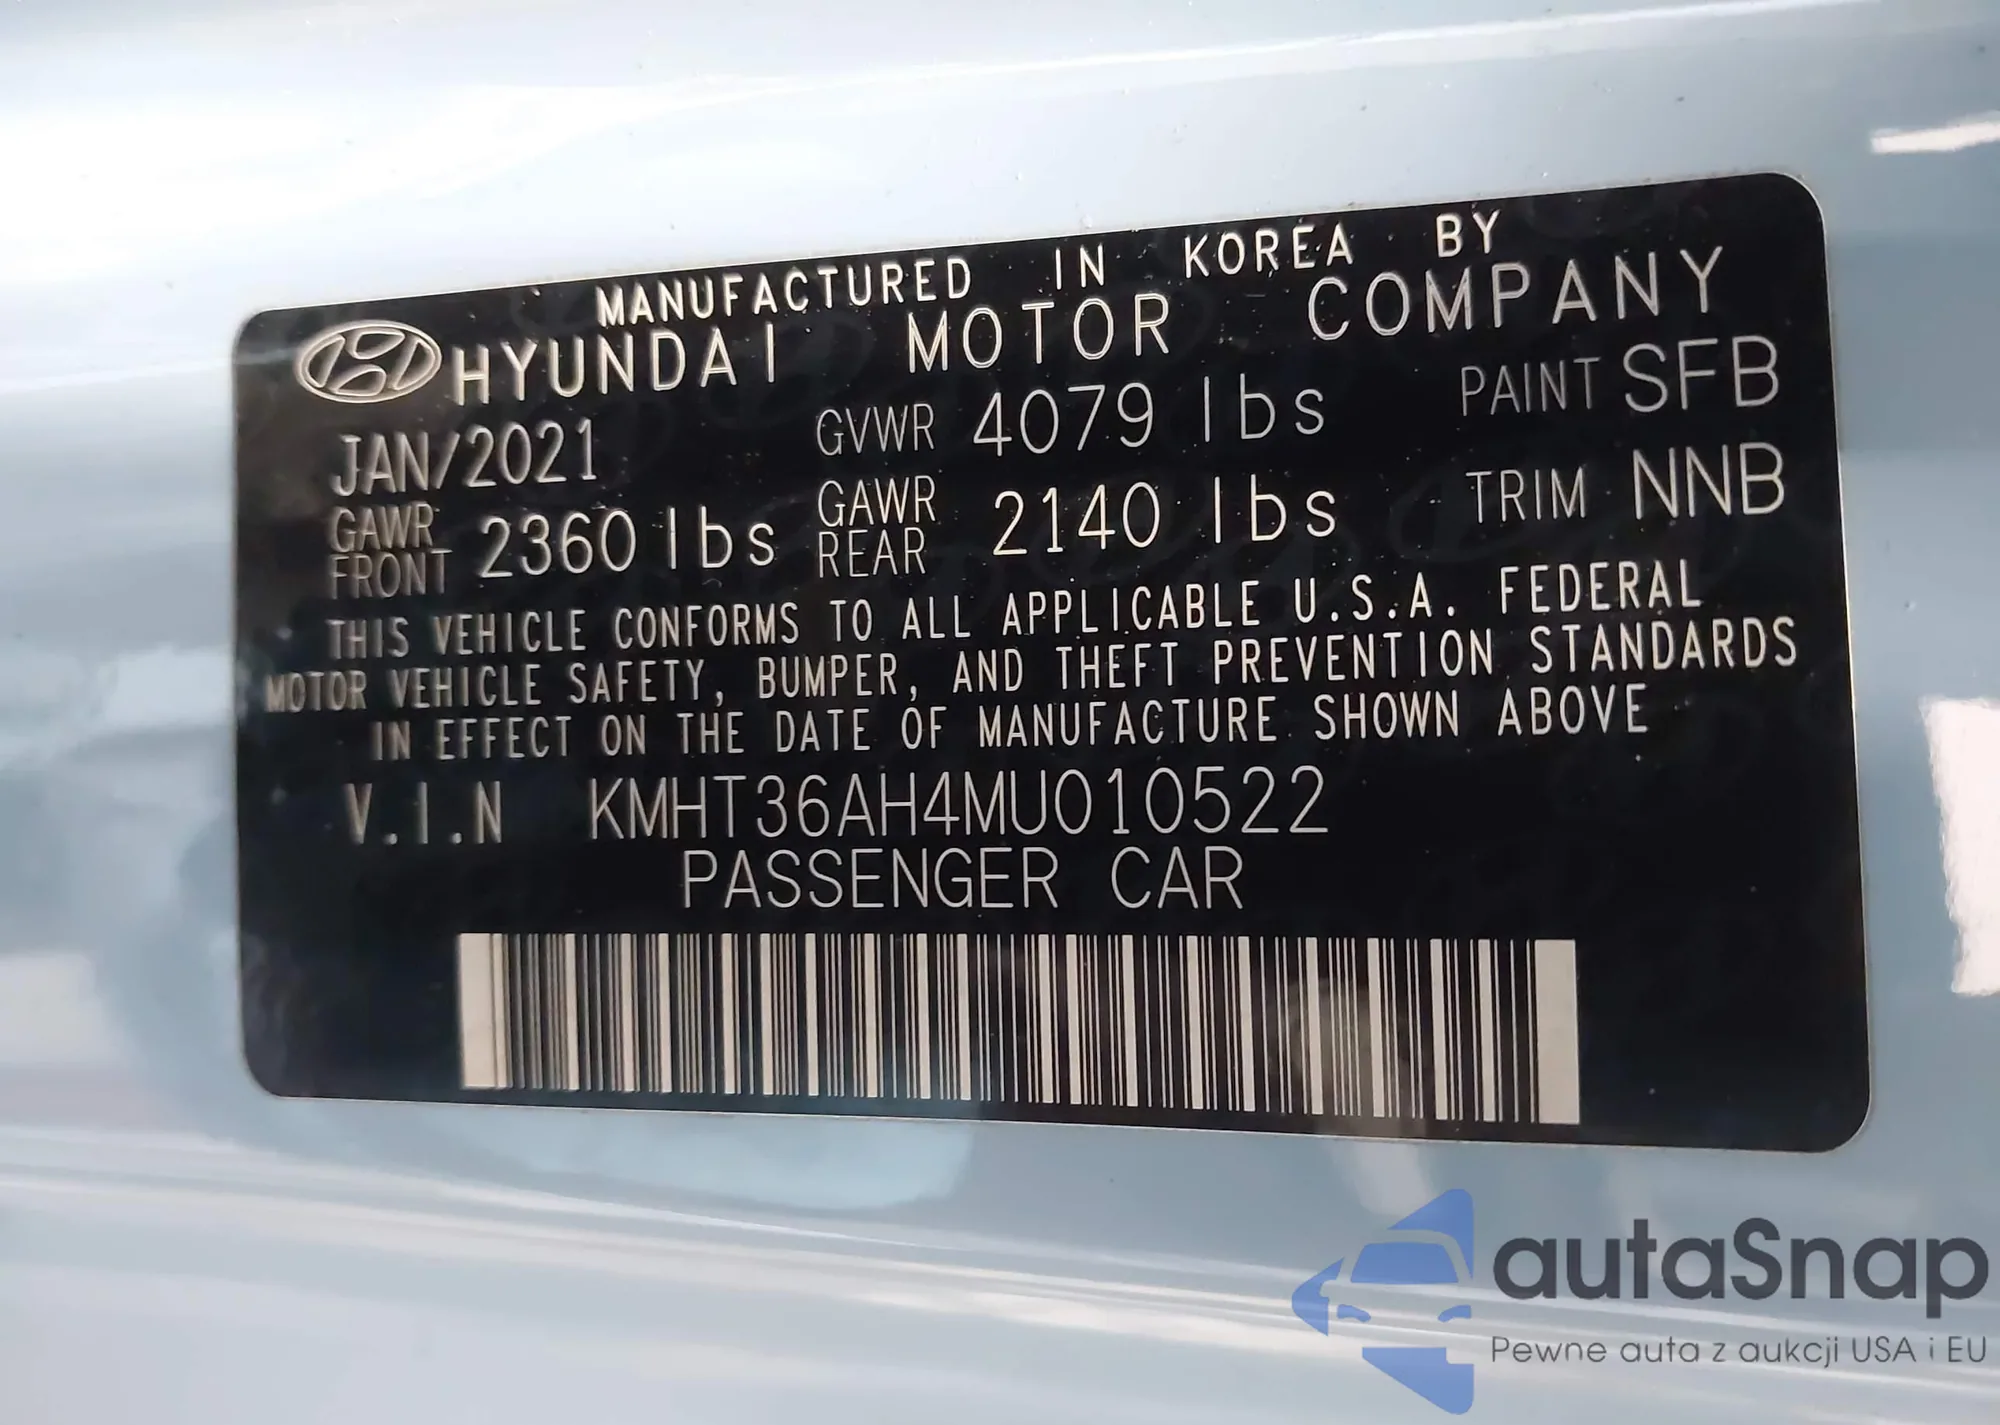 MANUFACTURED IN KOREA BY
HYUNDAI MOTOR COMPANY
JAN/2021 GVWR 4079 lbs PAINT SFB
GAWR FRONT 2360 lbs GAWR REAR 2140 lbs TRIM NNB
THIS VEHICLE CONFORMS TO ALL APPLICABLE U.S.A. FEDERAL
MOTOR VEHICLE SAFETY, BUMPER, AND THEFT PREVENTION STANDARDS
IN EFFECT ON THE DATE OF MANUFACTURE SHOWN ABOVE
V.I.N KMHT36AH4MU010522
PASSENGER CAR
autaSnap
Pewne auta z aukcji USA i EU